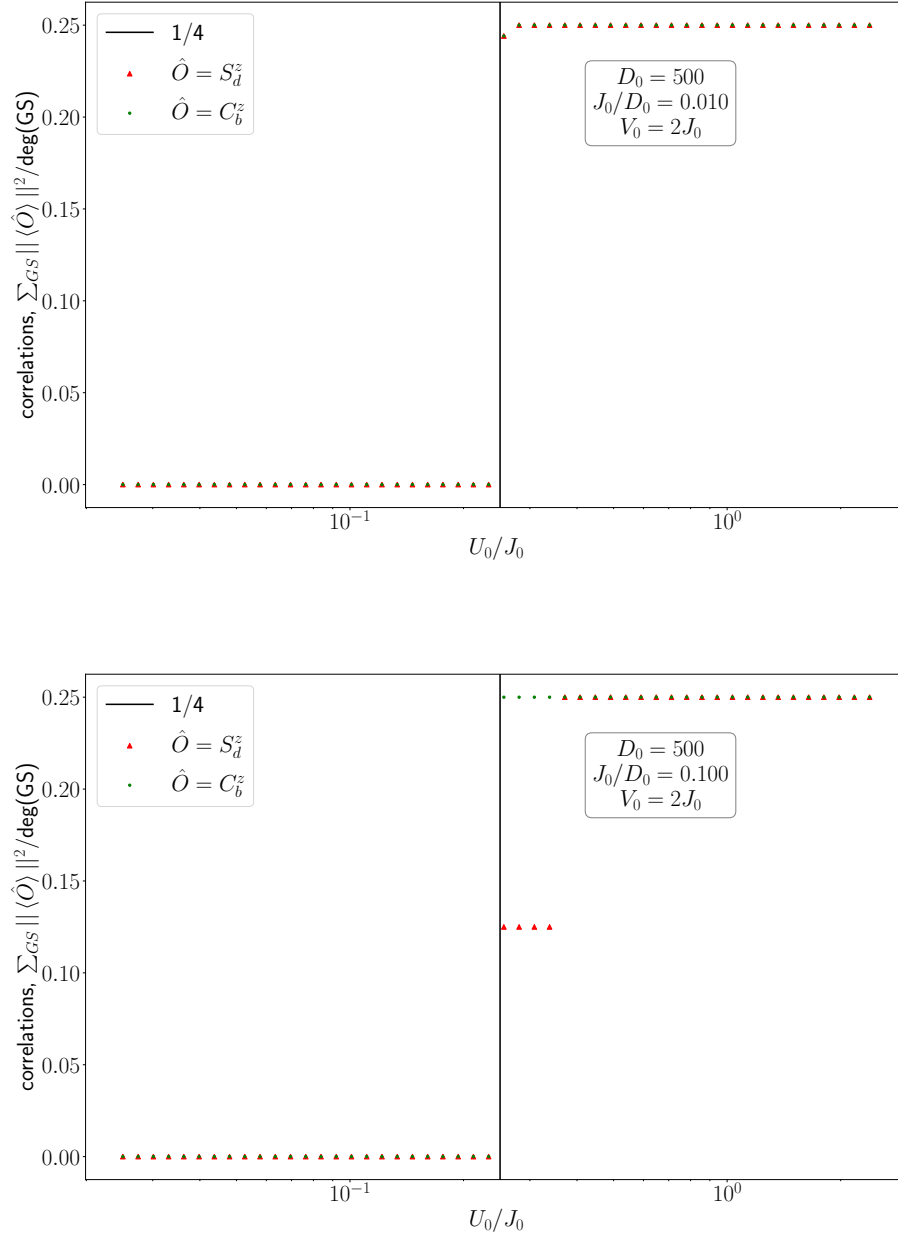 0.25
0.20
0.15
0.10
0.05
0.00
correlations, $\sum_{GS} ||\langle\hat{O}\rangle||^2$/deg(GS)
1/4
$\hat{O} = S_d^z$
$\hat{O} = C_b^z$
$D_0 = 500$
$J_0/D_0 = 0.010$
$V_0 = 2J_0$
$10^{-1}$ $10^0$
$U_0/J_0$
0.25
0.20
0.15
0.10
0.05
0.00
correlations, $\sum_{GS} ||\langle\hat{O}\rangle||^2$/deg(GS)
1/4
$\hat{O} = S_d^z$
$\hat{O} = C_b^z$
$D_0 = 500$
$J_0/D_0 = 0.100$
$V_0 = 2J_0$
$10^{-1}$ $10^0$
$U_0/J_0$